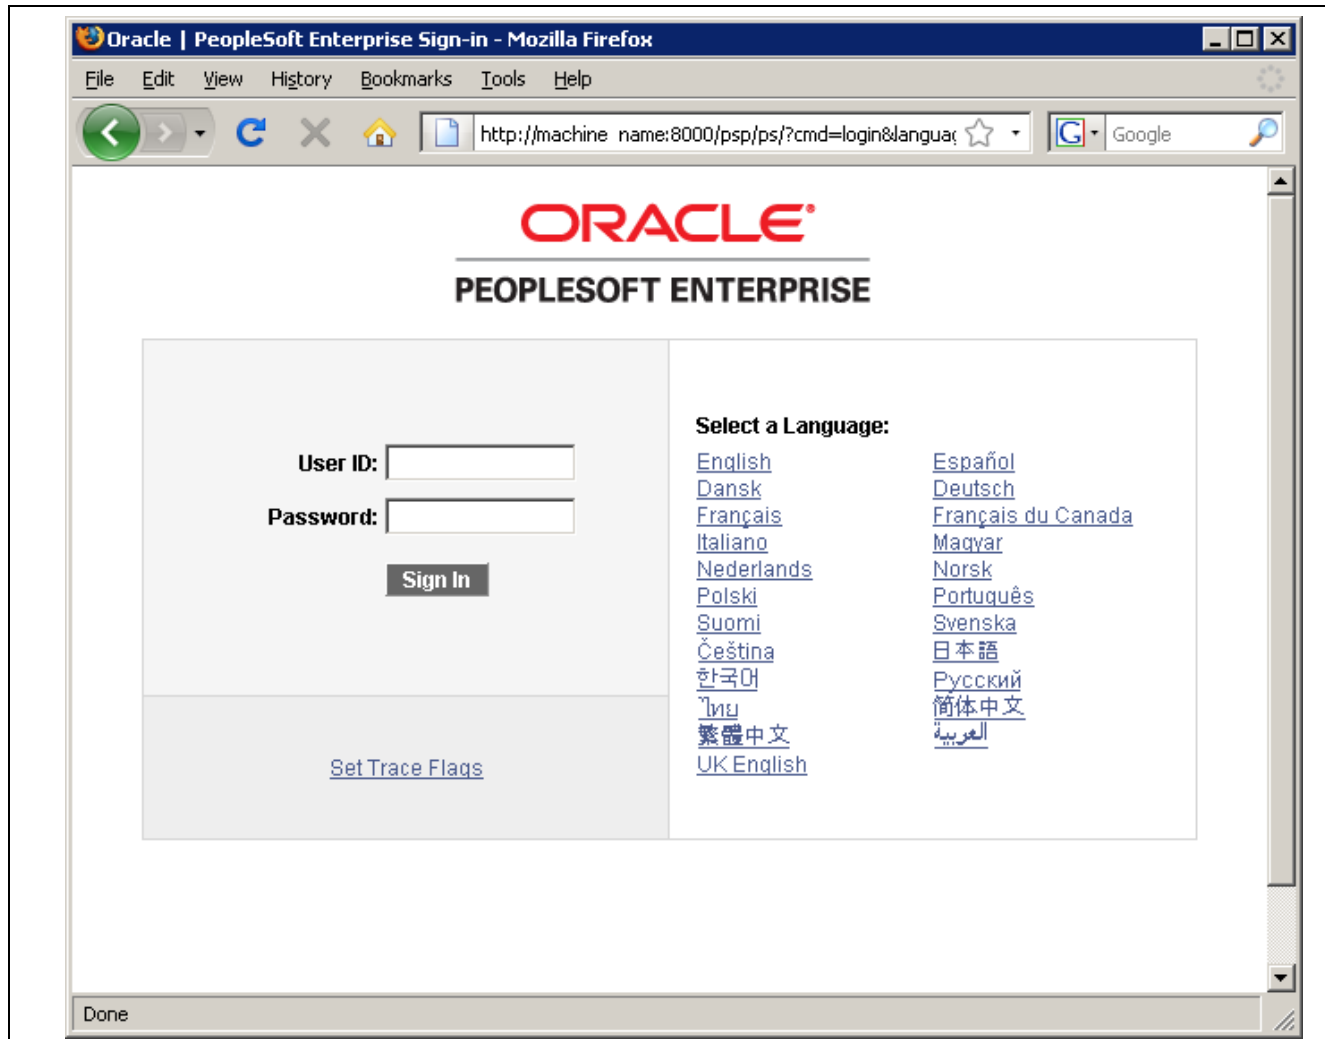 Oracle | PeopleSoft Enterprise Sign-in - Mozilla Firefox
File Edit View History Bookmarks Tools Help
http://machine name:8000/psp/ps/?cmd=login&languag Google
ORACLE
PEOPLESOFT ENTERPRISE
User ID:
Password:
Sign In
Set Trace Flags
Select a Language:
English Español
Dansk Deutsch
Français Français du Canada
Italiano Magyar
Nederlands Norsk
Polski Português
Suomi Svenska
Čeština 日本語
한국어 Русский
ไทย 简体中文
繁體中文 العربية
UK English
Done